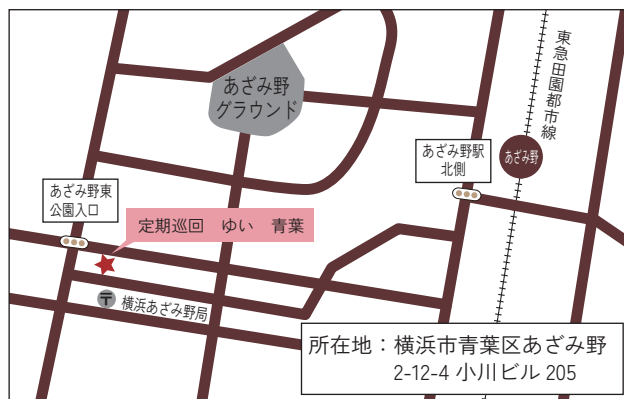 東急田園都市線
あざみ野
グラウンド
あざみ野駅
北側
あざみ野
あざみ野東
公園入口
定期巡回 ゆい 青葉
〒 横浜あざみ野局
所在地：横浜市青葉区あざみ野
2-12-4 小川ビル 205